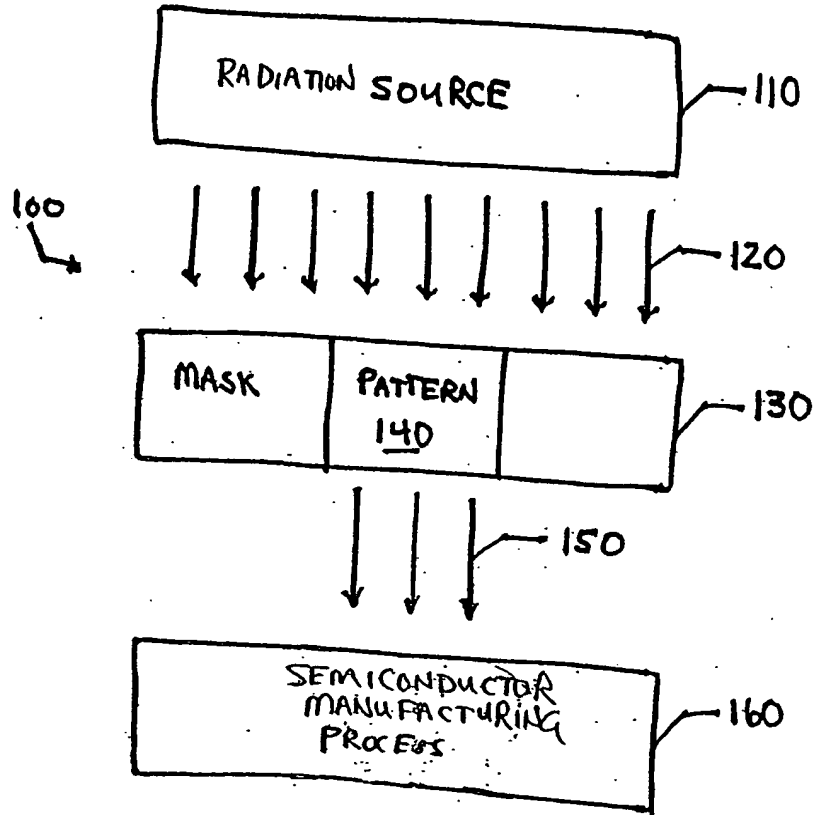 RADIATION SOURCE
110
100
120
MASK
PATTERN
140
130
150
SEMICONDUCTOR
MANUFACTURING
PROCESS
160